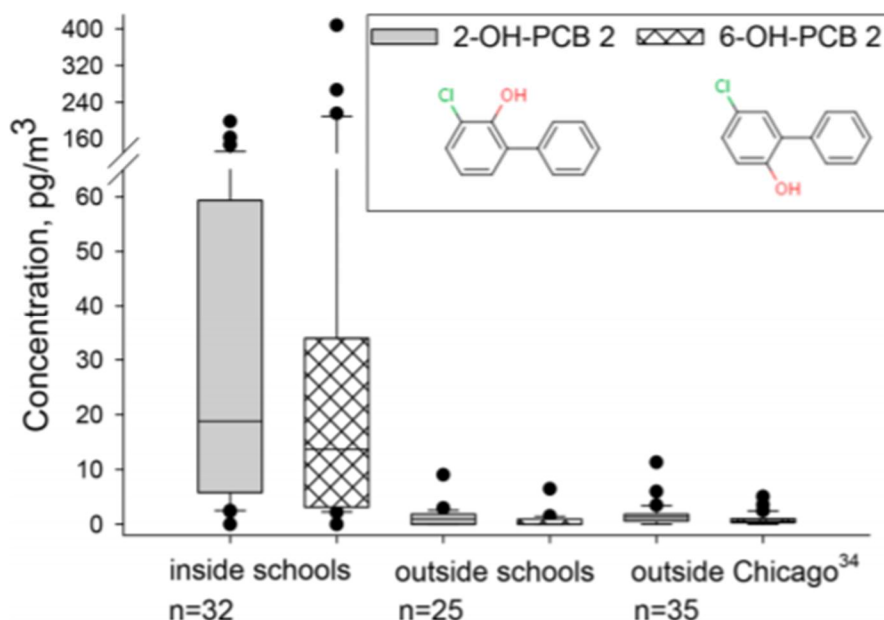 2-OH-PCB 2 6-OH-PCB 2
Cl OH
Cl
OH
Concentration, pg/m³
400
320
240
160
60
50
40
30
20
10
0
inside schools outside schools outside Chicago³⁴
n=32 n=25 n=35